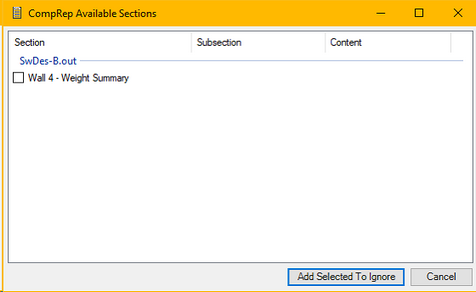 CompRep Available Sections
Section Subsection Content
SwDes-B.out
Wall 4 - Weight Summary
Add Selected To Ignore Cancel